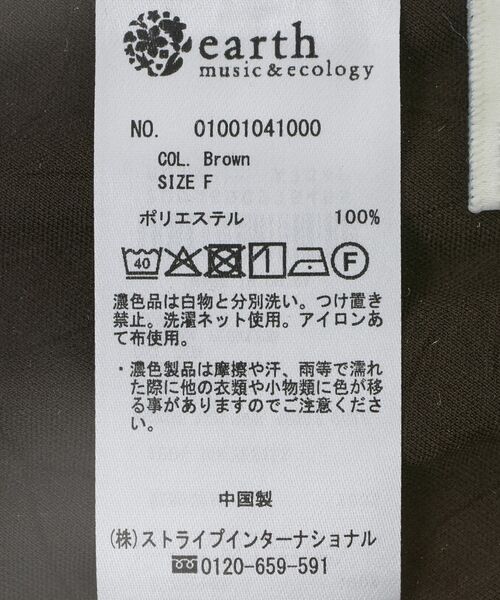 earth
music & ecology
NO. 01001041000
COL. Brown
SIZE F
ポリエステル 100%
40 F
濃色品は白物と分別洗い。つけ置き
禁止。洗濯ネット使用。アイロンあ
て布使用。
・濃色製品は摩擦や汗、雨等で濡れ
た際に他の衣類や小物類に色が移
る事がありますのでご注意くださ
い。
中国製
(株)ストライプインターナショナル
0120-659-591